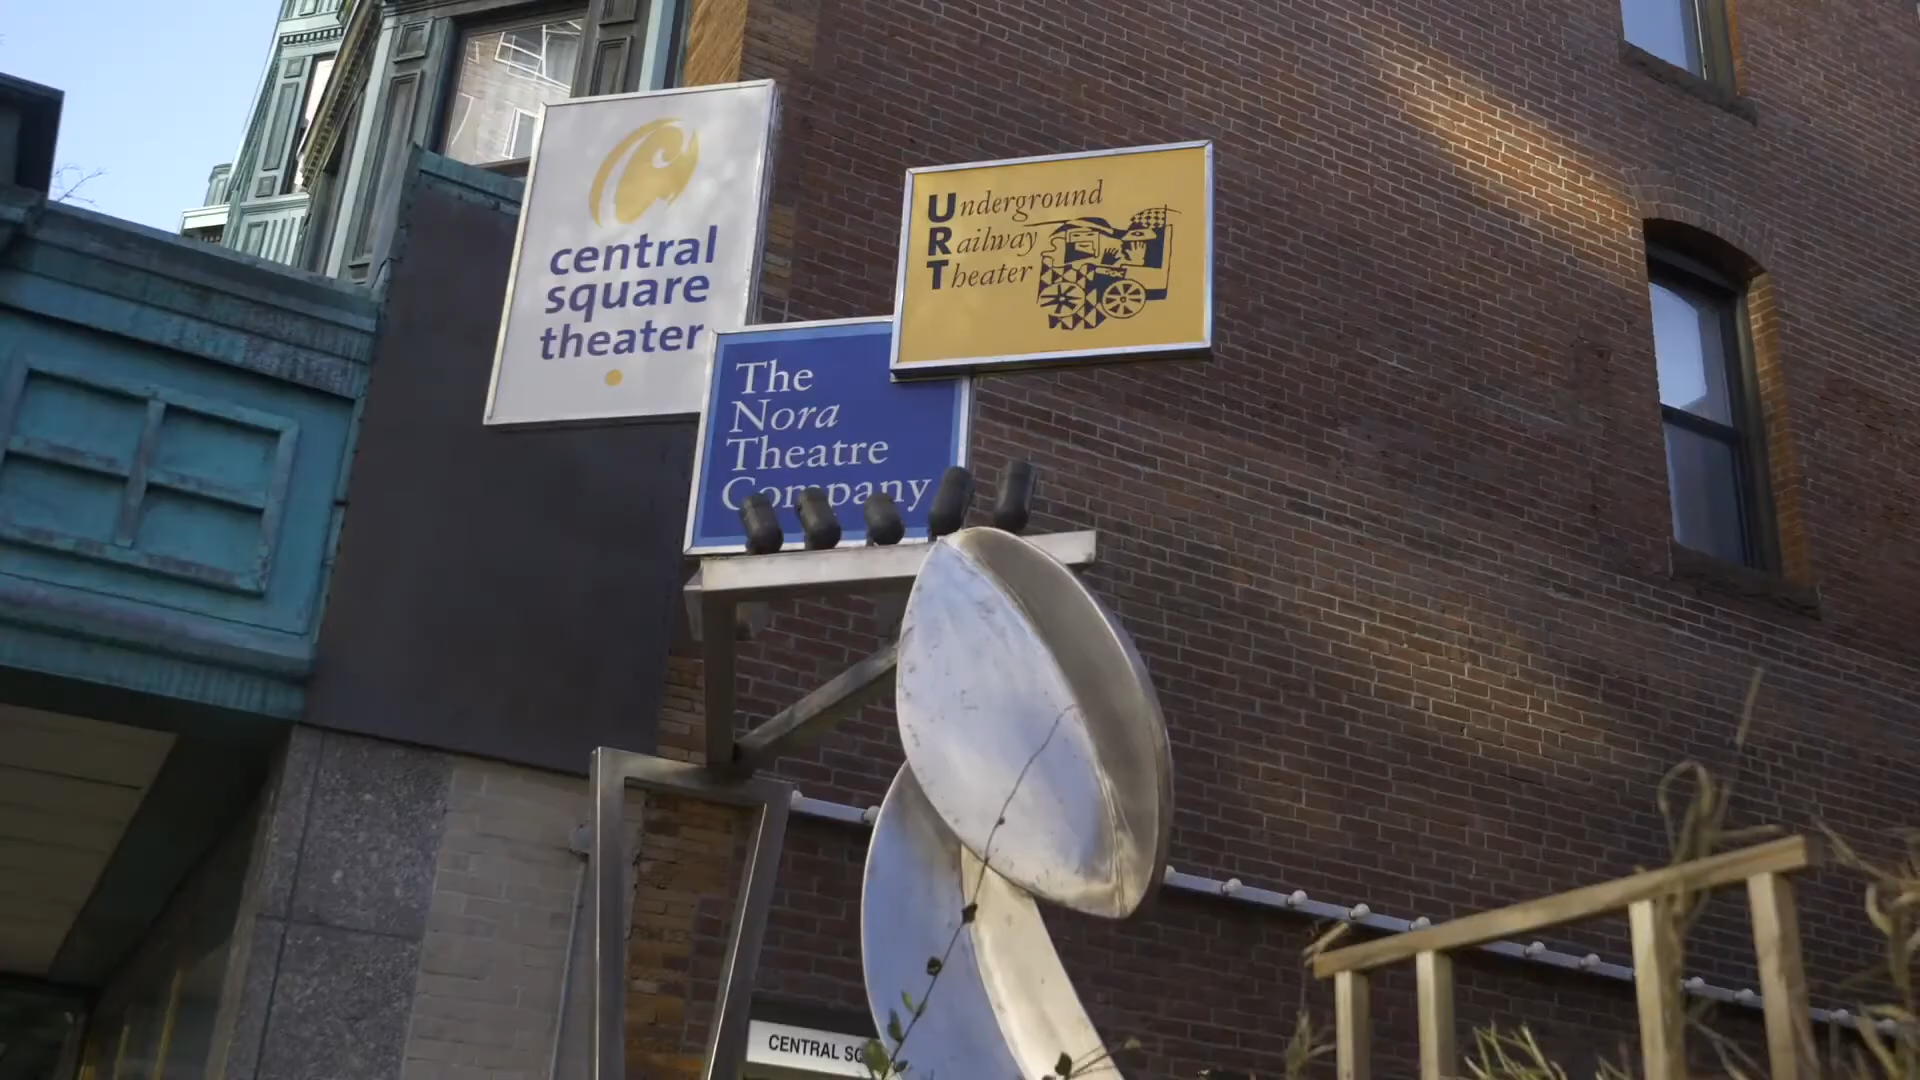 central
square
theater
Underground
Railway
Theater
The
Nora
Theatre
Company
CENTRAL